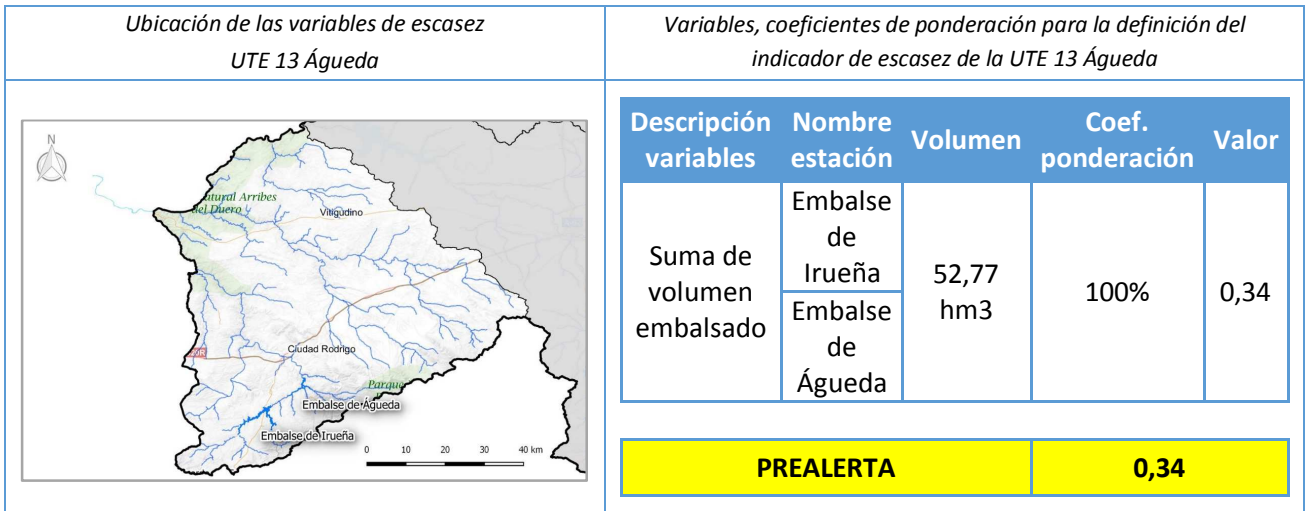 Ubicación de las variables de escasez
UTE 13 Águeda
Variables, coeficientes de ponderación para la definición del
indicador de escasez de la UTE 13 Águeda
N
atural Arribes
del Duero
Vitigudino
Ciudad Rodrigo
Parque
Embalse de Águeda
Embalse de Irueña
0 10 20 30 40 km
Descripción
variables
Nombre
estación
Volumen
Coef.
ponderación
Valor
Suma de
volumen
embalsado
Embalse
de
Irueña
Embalse
de
Águeda
52,77
hm3
100%
0,34
PREALERTA
0,34